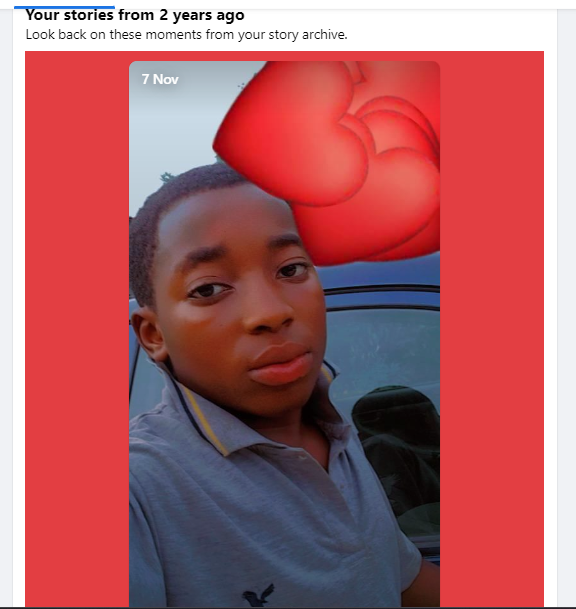 Your stories from 2 years ago
Look back on these moments from your story archive.
7 Nov